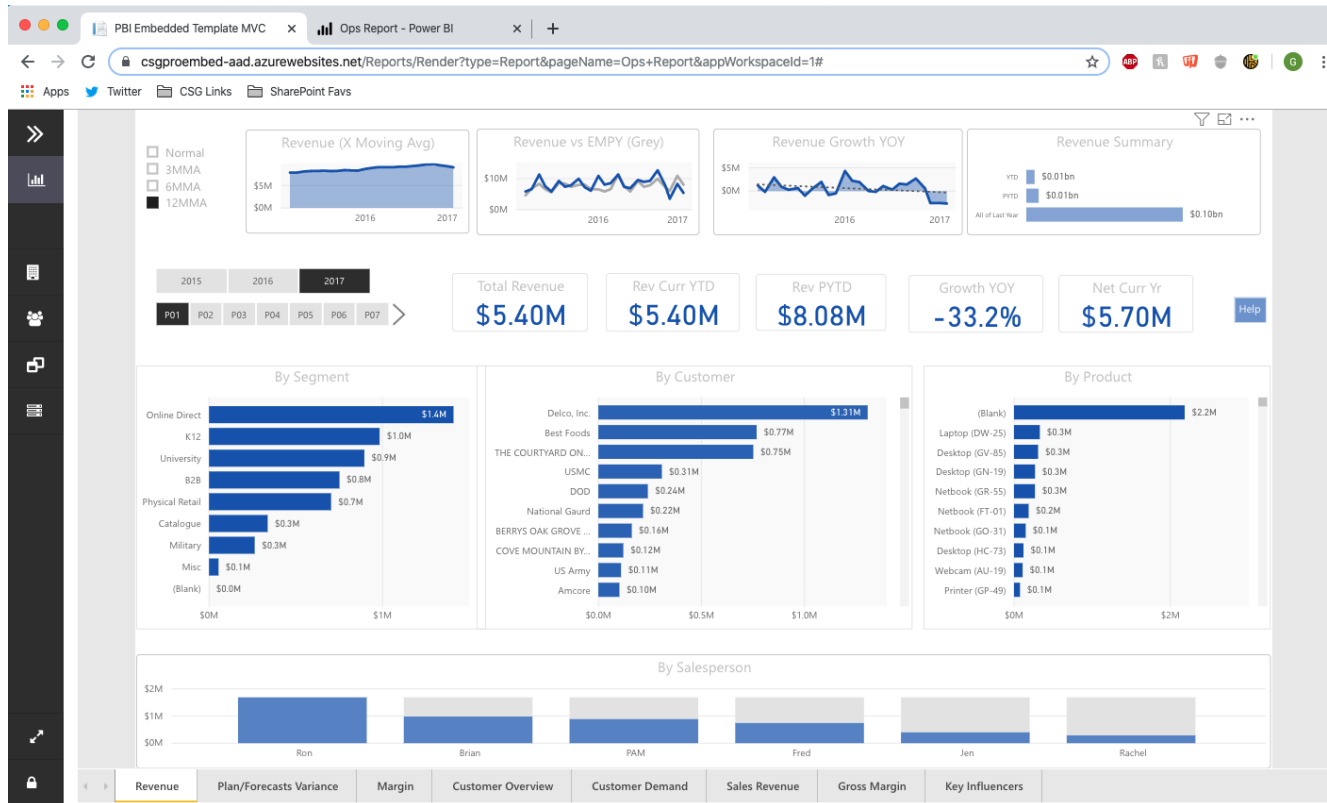 PBI Embedded Template MVC
Ops Report - Power BI
csgproembed-aad.azurewebsites.net/Reports/Render?type=Report&pageName=Ops+Report&appWorkspaceId=1#
ABP
G
Apps
Twitter
CSG Links
SharePoint Favs
Normal
3MMA
6MMA
12MMA
Revenue (X Moving Avg)
$5M
$0M
2016
2017
Revenue vs EMPY (Grey)
$10M
$0M
2016
2017
Revenue Growth YOY
$5M
$0M
2016
2017
Revenue Summary
YTD
$0.01bn
PYTD
$0.01bn
All of Last Year
$0.10bn
2015
2016
2017
P01
P02
P03
P04
P05
P06
P07
Total Revenue
$5.40M
Rev Curr YTD
$5.40M
Rev PYTD
$8.08M
Growth YOY
-33.2%
Net Curr Yr
$5.70M
Help
By Segment
Online Direct
$1.4M
K12
$1.0M
University
$0.9M
B2B
$0.8M
Physical Retail
$0.7M
Catalogue
$0.3M
Military
$0.3M
Misc
$0.1M
(Blank)
$0.0M
$0M
$1M
By Customer
Delco, Inc.
$1.31M
Best Foods
$0.77M
THE COURTYARD ON...
$0.75M
USMC
$0.31M
DOD
$0.24M
National Gaurd
$0.22M
BERRYS OAK GROVE ...
$0.16M
COVE MOUNTAIN BY...
$0.12M
US Army
$0.11M
Amcore
$0.10M
$0.0M
$0.5M
$1.0M
By Product
(Blank)
$2.2M
Laptop (DW-25)
$0.3M
Desktop (GV-85)
$0.3M
Desktop (GN-19)
$0.3M
Netbook (GR-55)
$0.3M
Netbook (FT-01)
$0.2M
Netbook (GO-31)
$0.1M
Desktop (HC-73)
$0.1M
Webcam (AU-19)
$0.1M
Printer (GP-49)
$0.1M
$0M
$2M
By Salesperson
$2M
$1M
$0M
Ron
Brian
PAM
Fred
Jen
Rachel
Revenue
Plan/Forecasts Variance
Margin
Customer Overview
Customer Demand
Sales Revenue
Gross Margin
Key Influencers